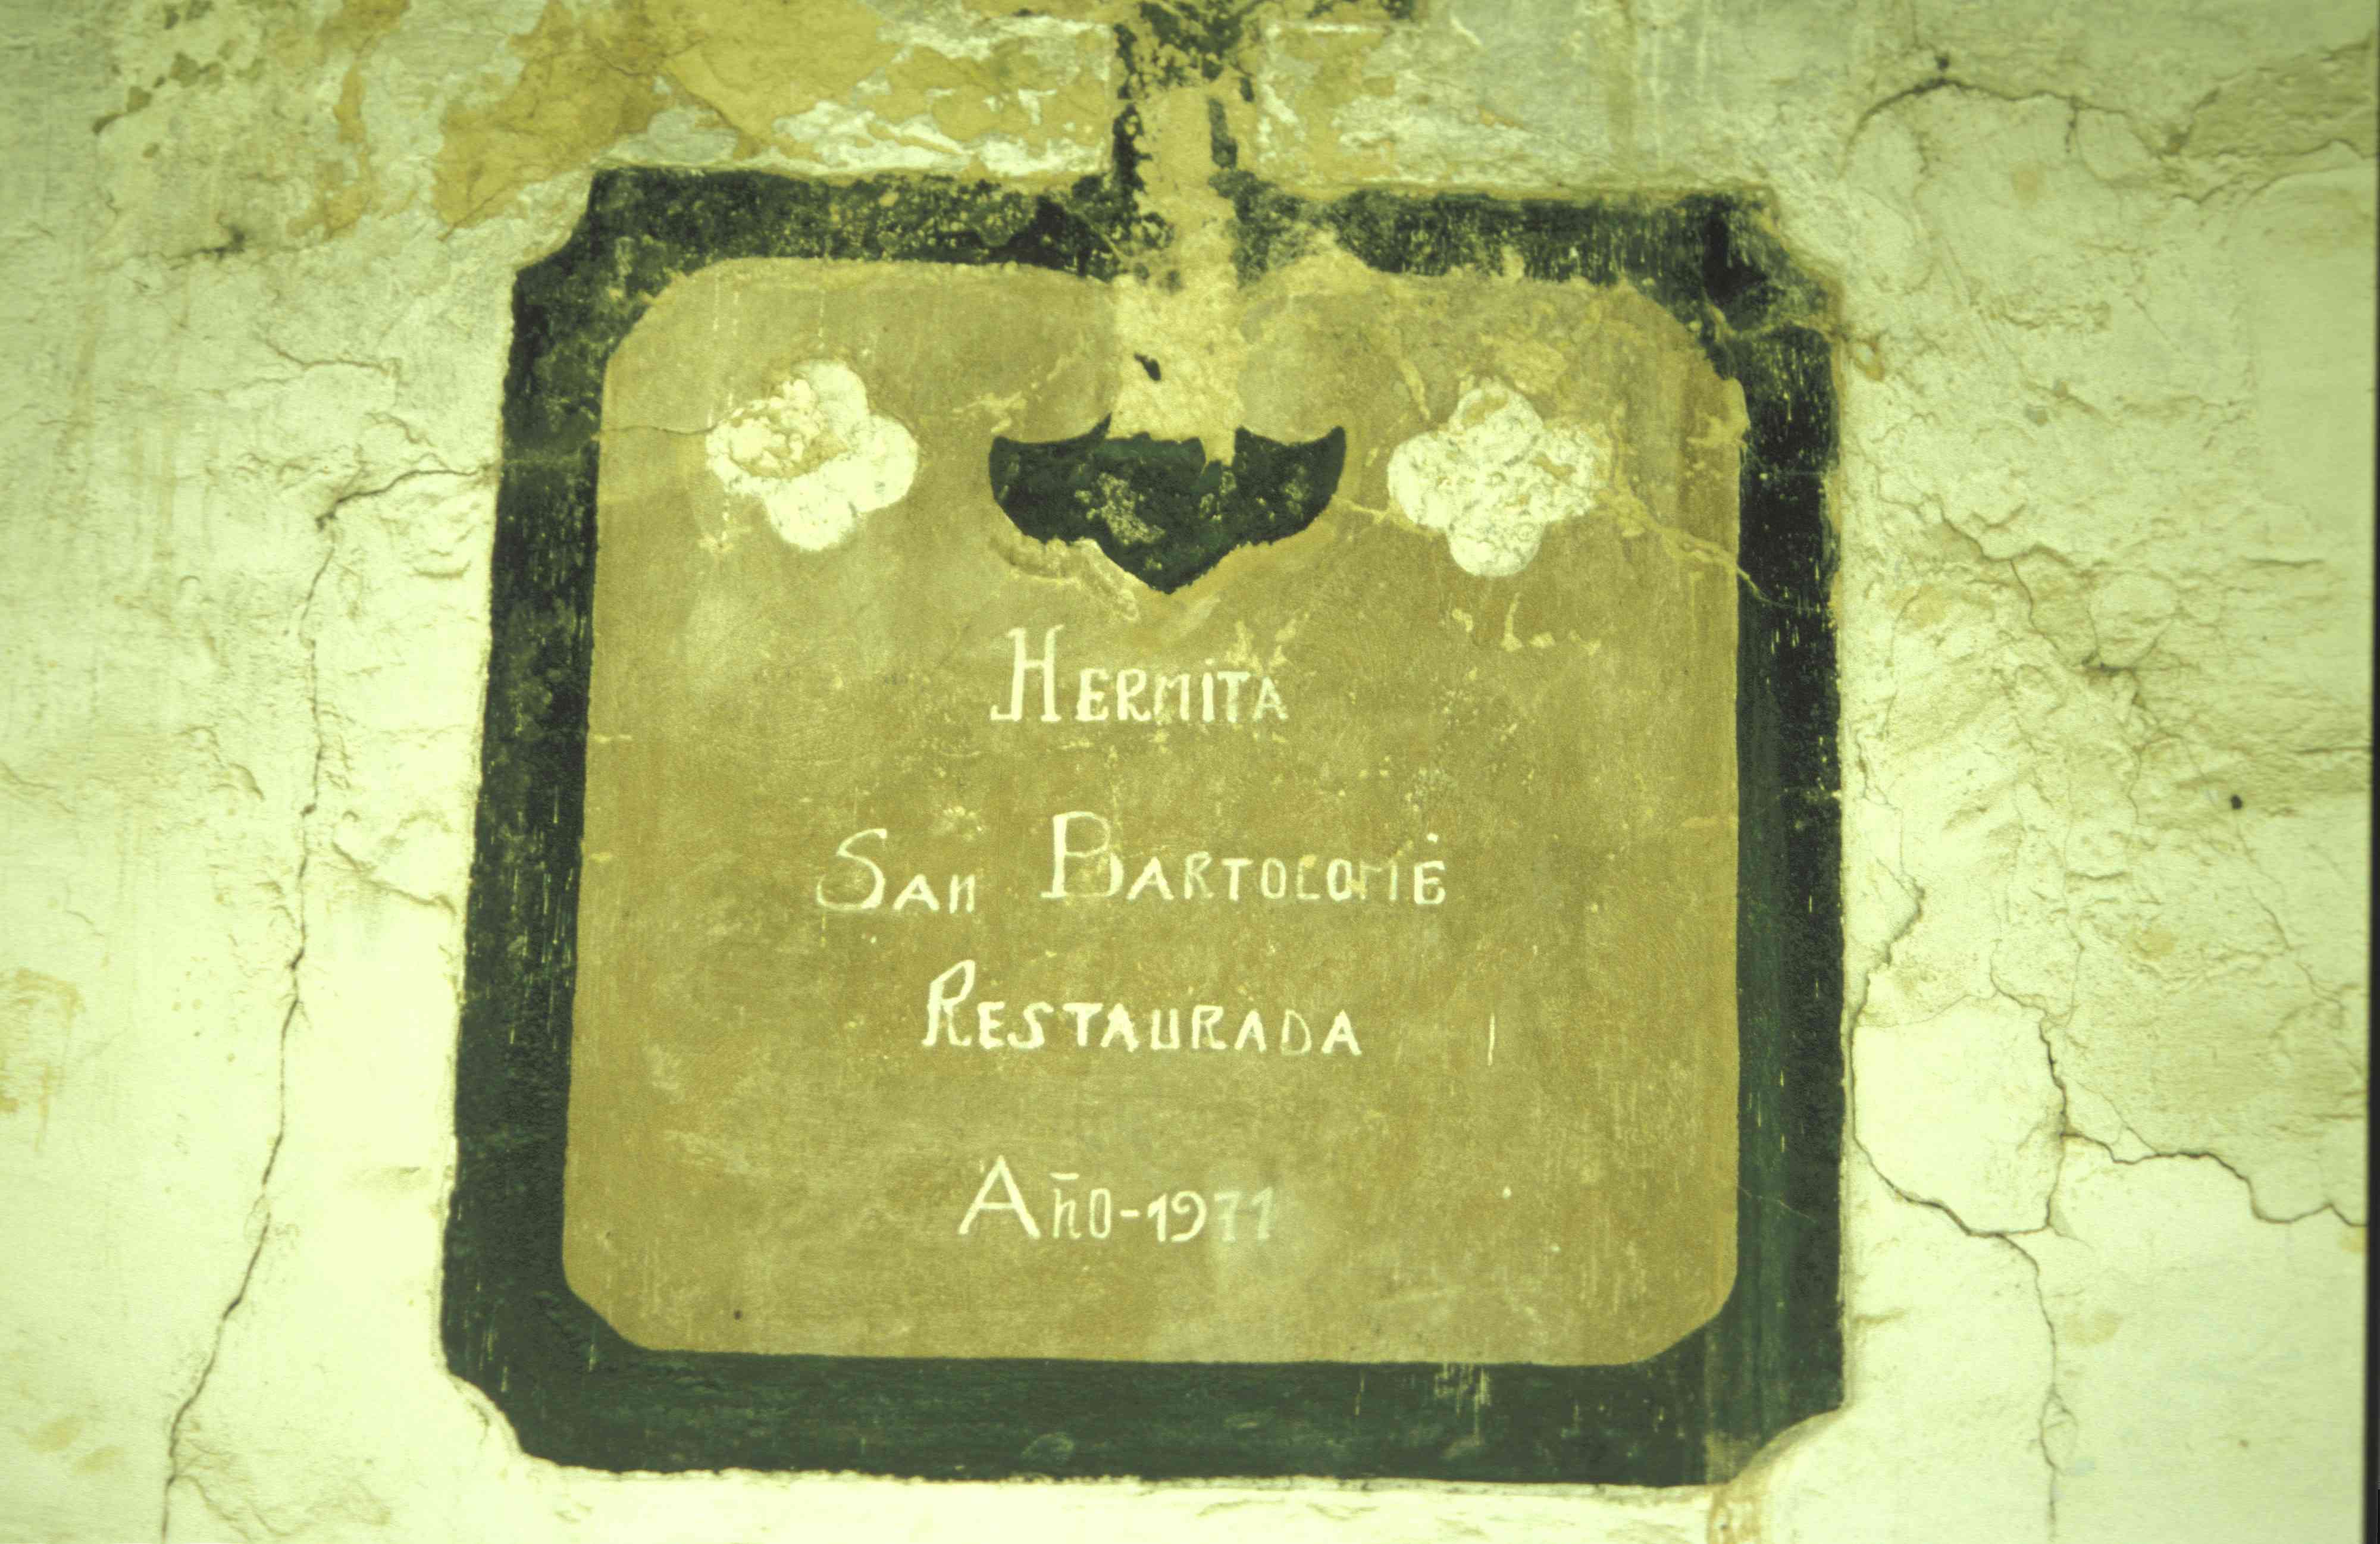 HERMITA
SAN BARTOLOMÉ
RESTAURADA
AÑO-1971